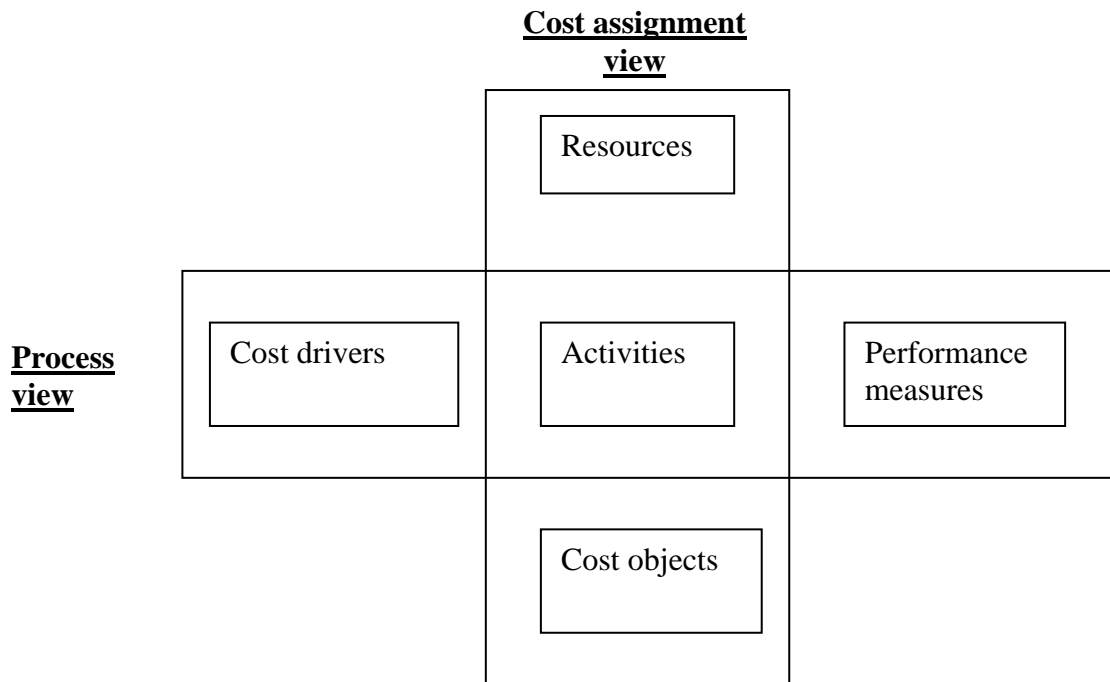 Cost assignment
view
Resources
Process
view
Cost drivers
Activities
Performance
measures
Cost objects